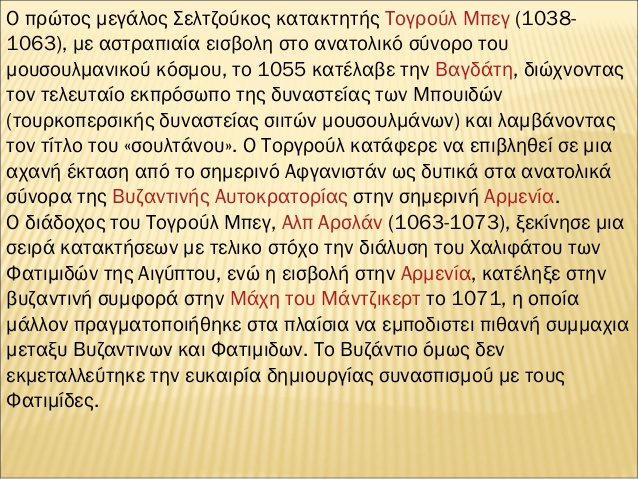 Ο πρώτος μεγάλος Σελτζούκος κατακτητής Τογρούλ Μπεγ (1038-
1063), με αστραπιαία εισβολη στο ανατολικό σύνορο του
μουσουλμανικού κόσμου, το 1055 κατέλαβε την Βαγδάτη, διώχνοντας
τον τελευταίο εκπρόσωπο της δυναστείας των Μπουιδών
(τουρκοπερσικής δυναστείας σιιτών μουσουλμάνων) και λαμβάνοντας
τον τίτλο του «σουλτάνου». Ο Τοργρούλ κατάφερε να επιβληθεί σε μια
αχανή έκταση από το σημερινό Αφγανιστάν ως δυτικά στα ανατολικά
σύνορα της Βυζαντινής Αυτοκρατορίας στην σημερινή Αρμενία.
Ο διάδοχος του Τογρούλ Μπεγ, Αλπ Αρσλάν (1063-1073), ξεκίνησε μια
σειρά κατακτήσεων με τελικο στόχο την διάλυση του Χαλιφάτου των
Φατιμιδών της Αιγύπτου, ενώ η εισβολή στην Αρμενία, κατέληξε στην
βυζαντινή συμφορά στην Μάχη του Μάντζικερτ το 1071, η οποία
μάλλον πραγματοποιήθηκε στα πλαίσια να εμποδιστει πιθανή συμμαχια
μεταξυ Βυζαντινων και Φατιμιδων. Το Βυζάντιο όμως δεν
εκμεταλλεύτηκε την ευκαιρία δημιουργίας συνασπισμού με τους
Φατιμίδες.